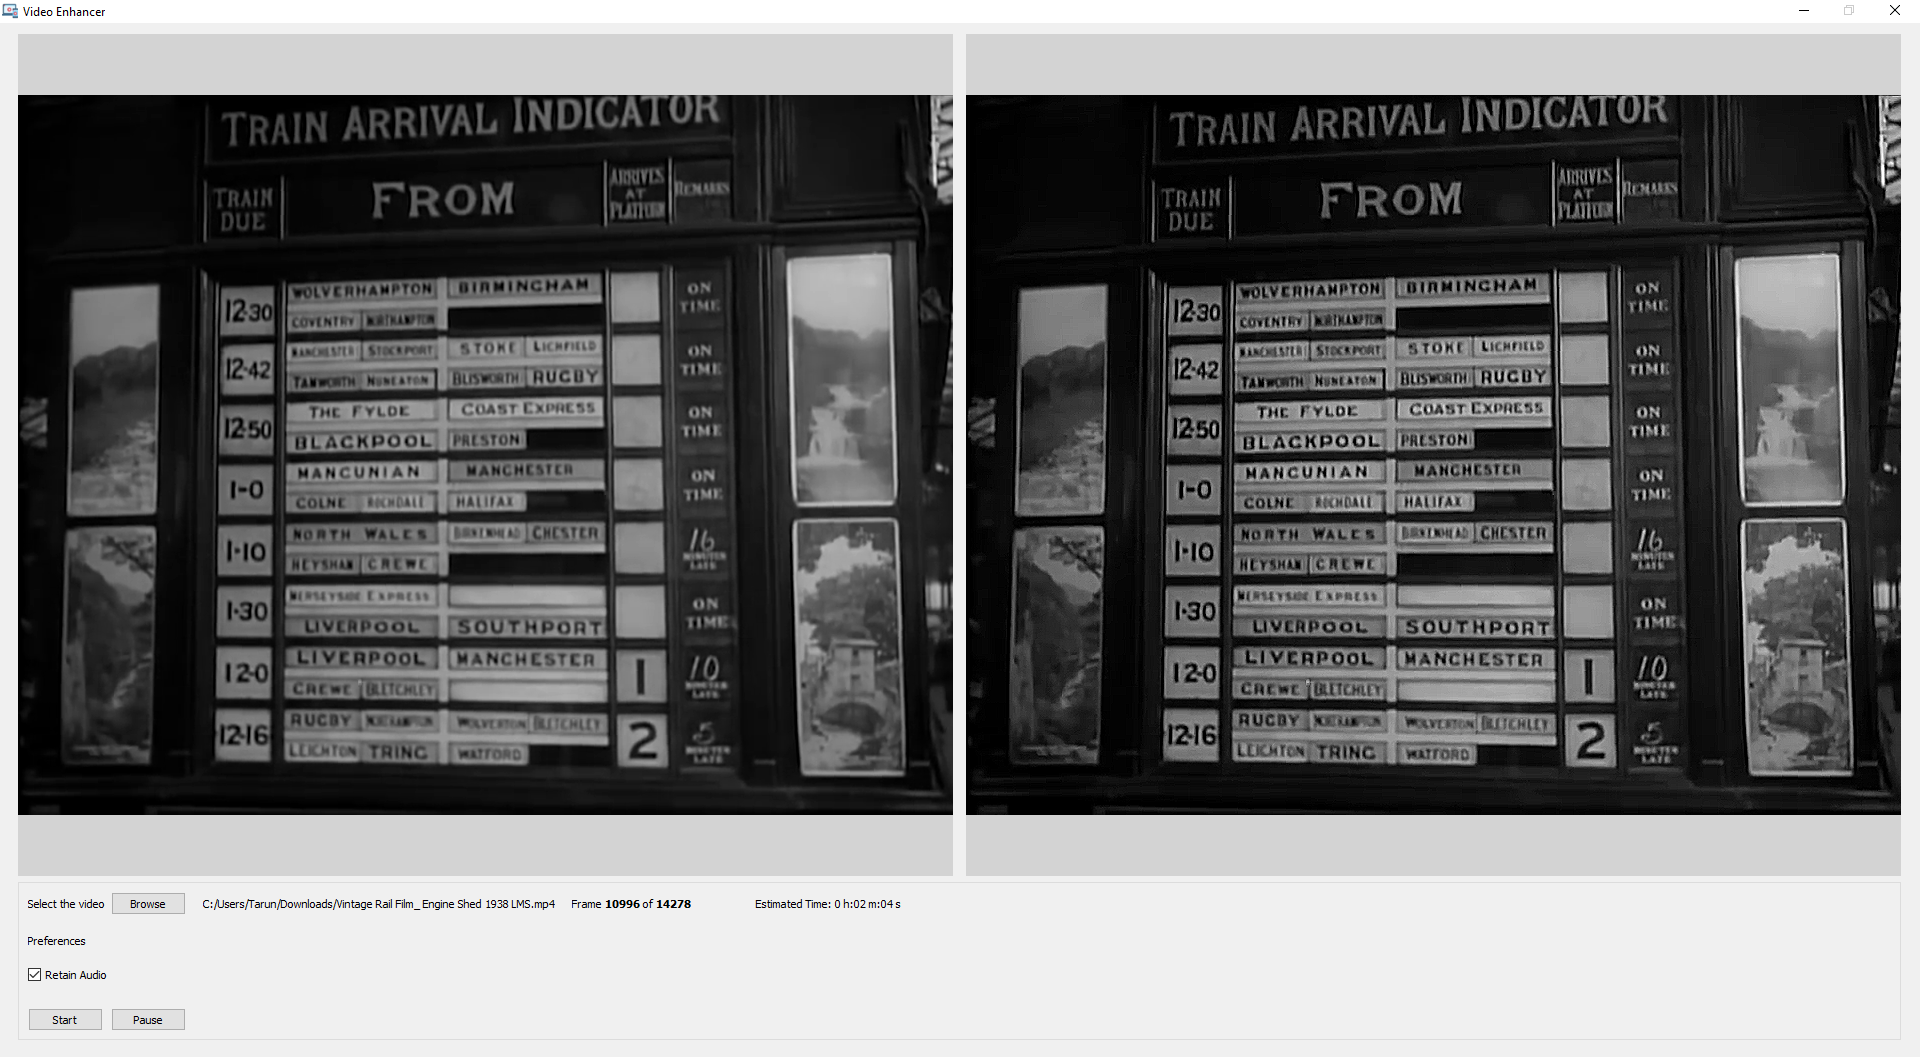 Video Enhancer
TRAIN ARRIVAL INDICATOR
TRAIN DUE
FROM
ARRIVES AT PLATFORM
REMARKS
12·30
WOLVERHAMPTON BIRMINGHAM
COVENTRY NORTHAMPTON
ON TIME
12·42
MANCHESTER STOCKPORT STOKE LICHFIELD
TAMWORTH NUNEATON BLISWORTH RUGBY
ON TIME
12·50
THE FYLDE COAST EXPRESS
BLACKPOOL PRESTON
ON TIME
1-0
MANCUNIAN MANCHESTER
COLNE ROCHDALE HALIFAX
ON TIME
1·10
NORTH WALES BIRKENHEAD CHESTER
HEYSHAM CREWE
16 MINUTES LATE
1·30
MERSEYSIDE EXPRESS
LIVERPOOL SOUTHPORT
ON TIME
12·0
LIVERPOOL MANCHESTER
CREWE BLETCHLEY
1
10 MINUTES LATE
12·16
RUGBY NORTHAMPTON WOLVERTON BLETCHLEY
LEIGHTON TRING WATFORD
2
5 MINUTES LATE
TRAIN ARRIVAL INDICATOR
TRAIN DUE
FROM
ARRIVES AT PLATFORM
REMARKS
12·30
WOLVERHAMPTON BIRMINGHAM
COVENTRY NORTHAMPTON
ON TIME
12·42
MANCHESTER STOCKPORT STOKE LICHFIELD
TAMWORTH NUNEATON BLISWORTH RUGBY
ON TIME
12·50
THE FYLDE COAST EXPRESS
BLACKPOOL PRESTON
ON TIME
1-0
MANCUNIAN MANCHESTER
COLNE ROCHDALE HALIFAX
ON TIME
1·10
NORTH WALES BIRKENHEAD CHESTER
HEYSHAM CREWE
16 MINUTES LATE
1·30
MERSEYSIDE EXPRESS
LIVERPOOL SOUTHPORT
ON TIME
12·0
LIVERPOOL MANCHESTER
CREWE BLETCHLEY
1
10 MINUTES LATE
12·16
RUGBY NORTHAMPTON WOLVERTON BLETCHLEY
LEIGHTON TRING WATFORD
2
5 MINUTES LATE
Select the video Browse C:/Users/Tarun/Downloads/Vintage Rail Film_ Engine Shed 1938 LMS.mp4 Frame 10996 of 14278 Estimated Time: 0 h:02 m:04 s
Preferences
Retain Audio
Start Pause